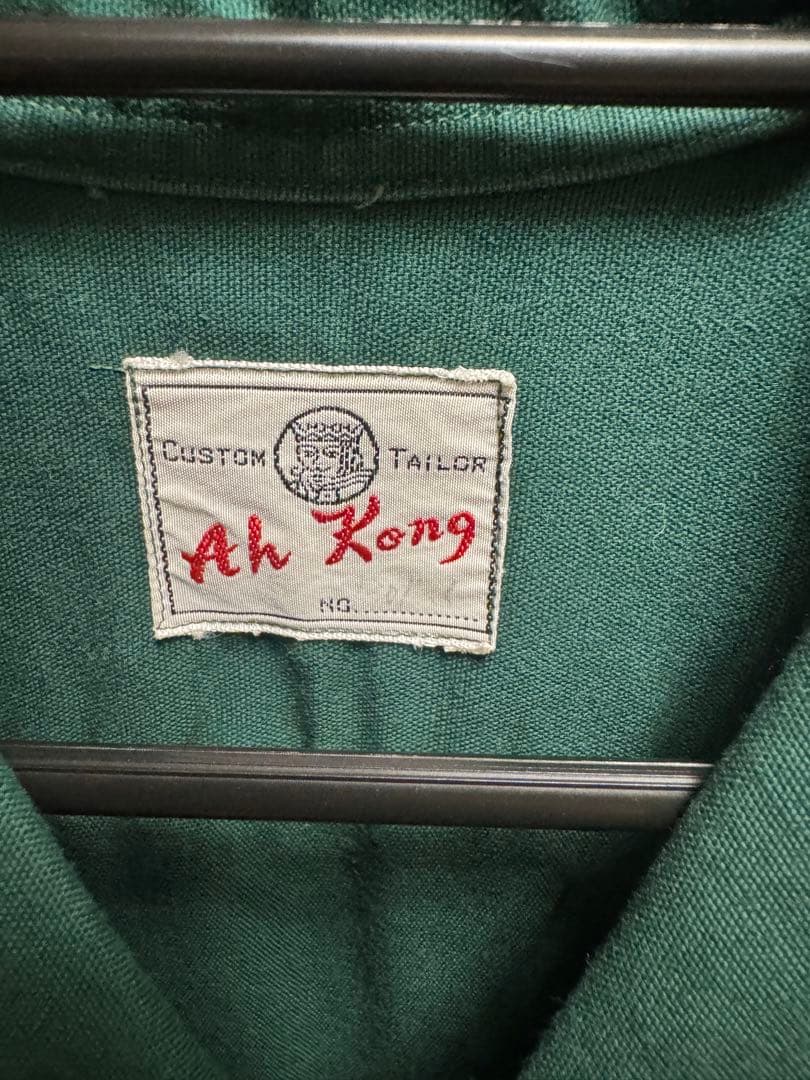 CUSTOM TAILOR
Ah Kong
NO..................